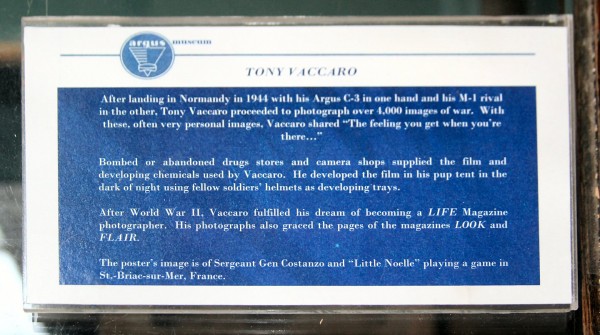 argus museum
TONY VACCARO
After landing in Normandy in 1944 with his Argus C-3 in one hand and his M-1 rival
in the other, Tony Vaccaro proceeded to photograph over 4,000 images of war. With
these, often very personal images, Vaccaro shared “The feeling you get when you're
there…”
Bombed or abandoned drugs stores and camera shops supplied the film and
developing chemicals used by Vaccaro. He developed the film in his pup tent in the
dark of night using fellow soldiers' helmets as developing trays.
After World War II, Vaccaro fulfilled his dream of becoming a LIFE Magazine
photographer. His photographs also graced the pages of the magazines LOOK and
FLAIR.
The poster's image is of Sergeant Gen Costanzo and “Little Noelle” playing a game in
St.-Briac-sur-Mer, France.